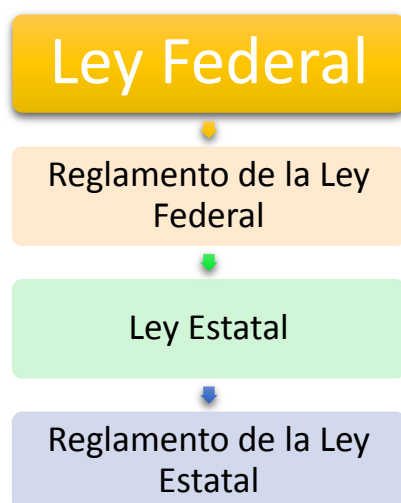 Ley Federal
Reglamento de la Ley
Federal
Ley Estatal
Reglamento de la Ley
Estatal